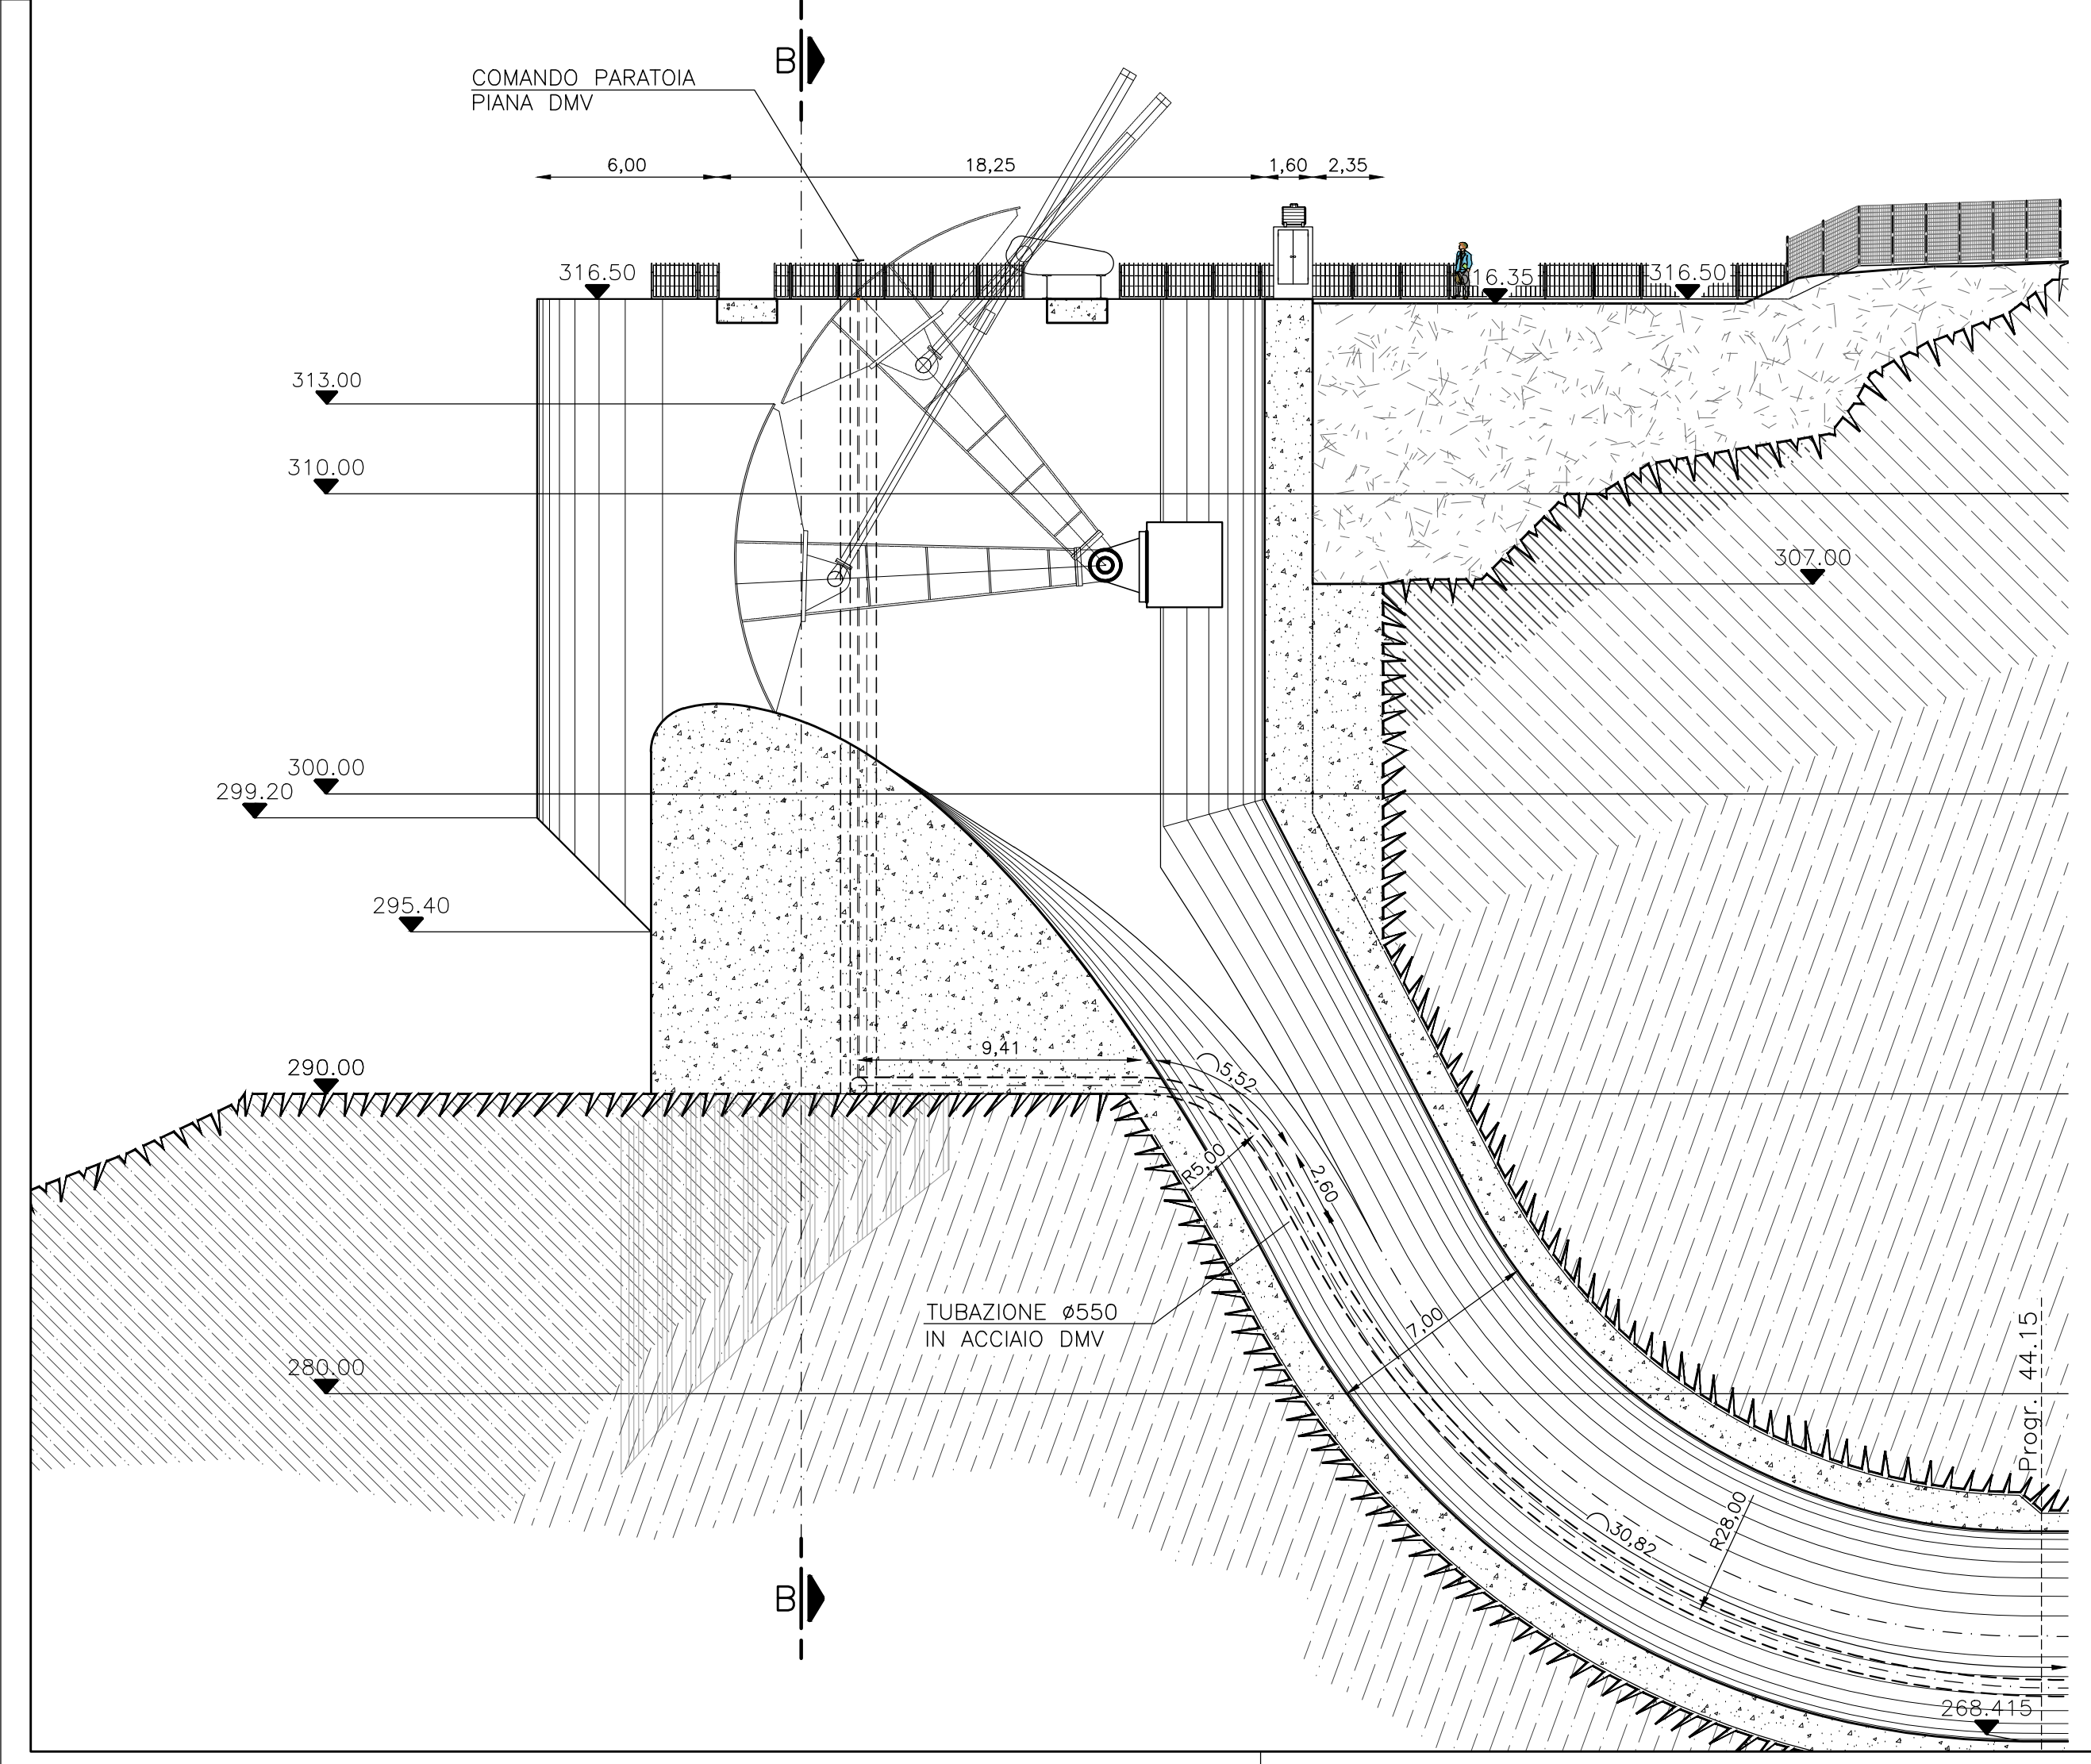 B
COMANDO PARATOIA
PIANA DMV
6,00
18,25
1,60
2,35
316.50
16.35
316.50
313.00
310.00
307.00
300.00
299.20
295.40
290.00
9,41
5,52
R5,00
2,60
TUBAZIONE ø550
IN ACCIAIO DMV
7,00
280.00
Progr. 44.15
R28,00
30,82
B
268.415